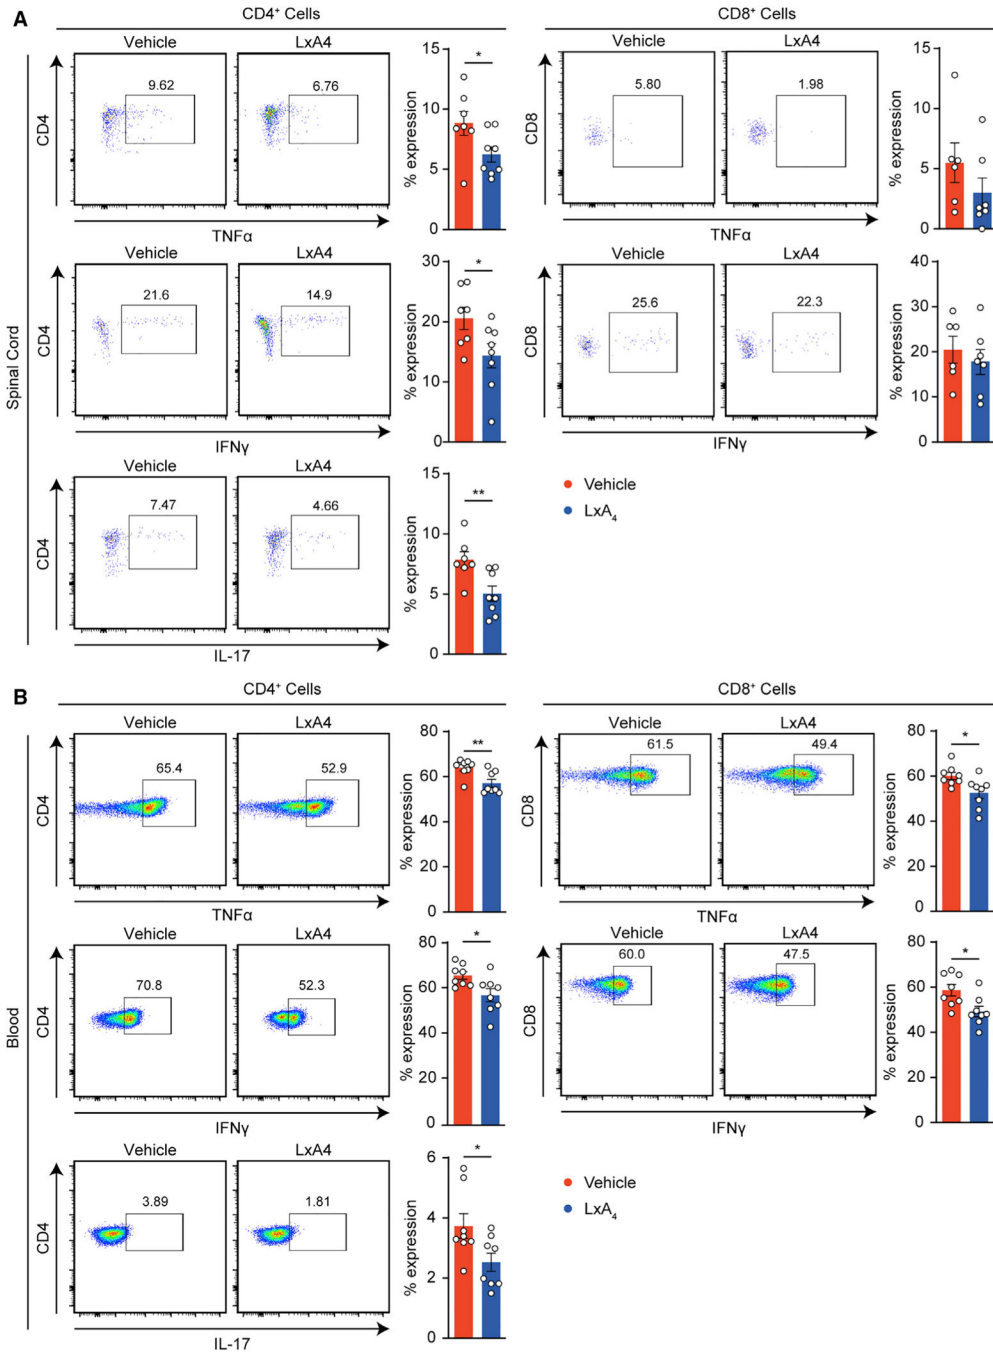 A
CD4⁺ Cells
CD8⁺ Cells
Vehicle
LxA4
9.62
6.76
CD4
TNFα
15
10
5
0
% expression
*
Vehicle
LxA4
5.80
1.98
CD8
TNFα
15
10
5
0
% expression
Spinal Cord
Vehicle
LxA4
21.6
14.9
CD4
IFNγ
30
20
10
0
% expression
*
Vehicle
LxA4
25.6
22.3
CD8
IFNγ
40
30
20
10
0
% expression
Vehicle
LxA4
7.47
4.66
CD4
IL-17
15
10
5
0
% expression
**
Vehicle
LxA₄
B
CD4⁺ Cells
CD8⁺ Cells
Vehicle
LxA4
65.4
52.9
CD4
TNFα
80
60
40
20
0
% expression
**
Vehicle
LxA4
61.5
49.4
CD8
TNFα
80
60
40
20
0
% expression
*
Blood
Vehicle
LxA4
70.8
52.3
CD4
IFNγ
80
60
40
20
0
% expression
*
Vehicle
LxA4
60.0
47.5
CD8
IFNγ
80
60
40
20
0
% expression
*
Vehicle
LxA4
3.89
1.81
CD4
IL-17
6
4
2
0
% expression
*
Vehicle
LxA₄